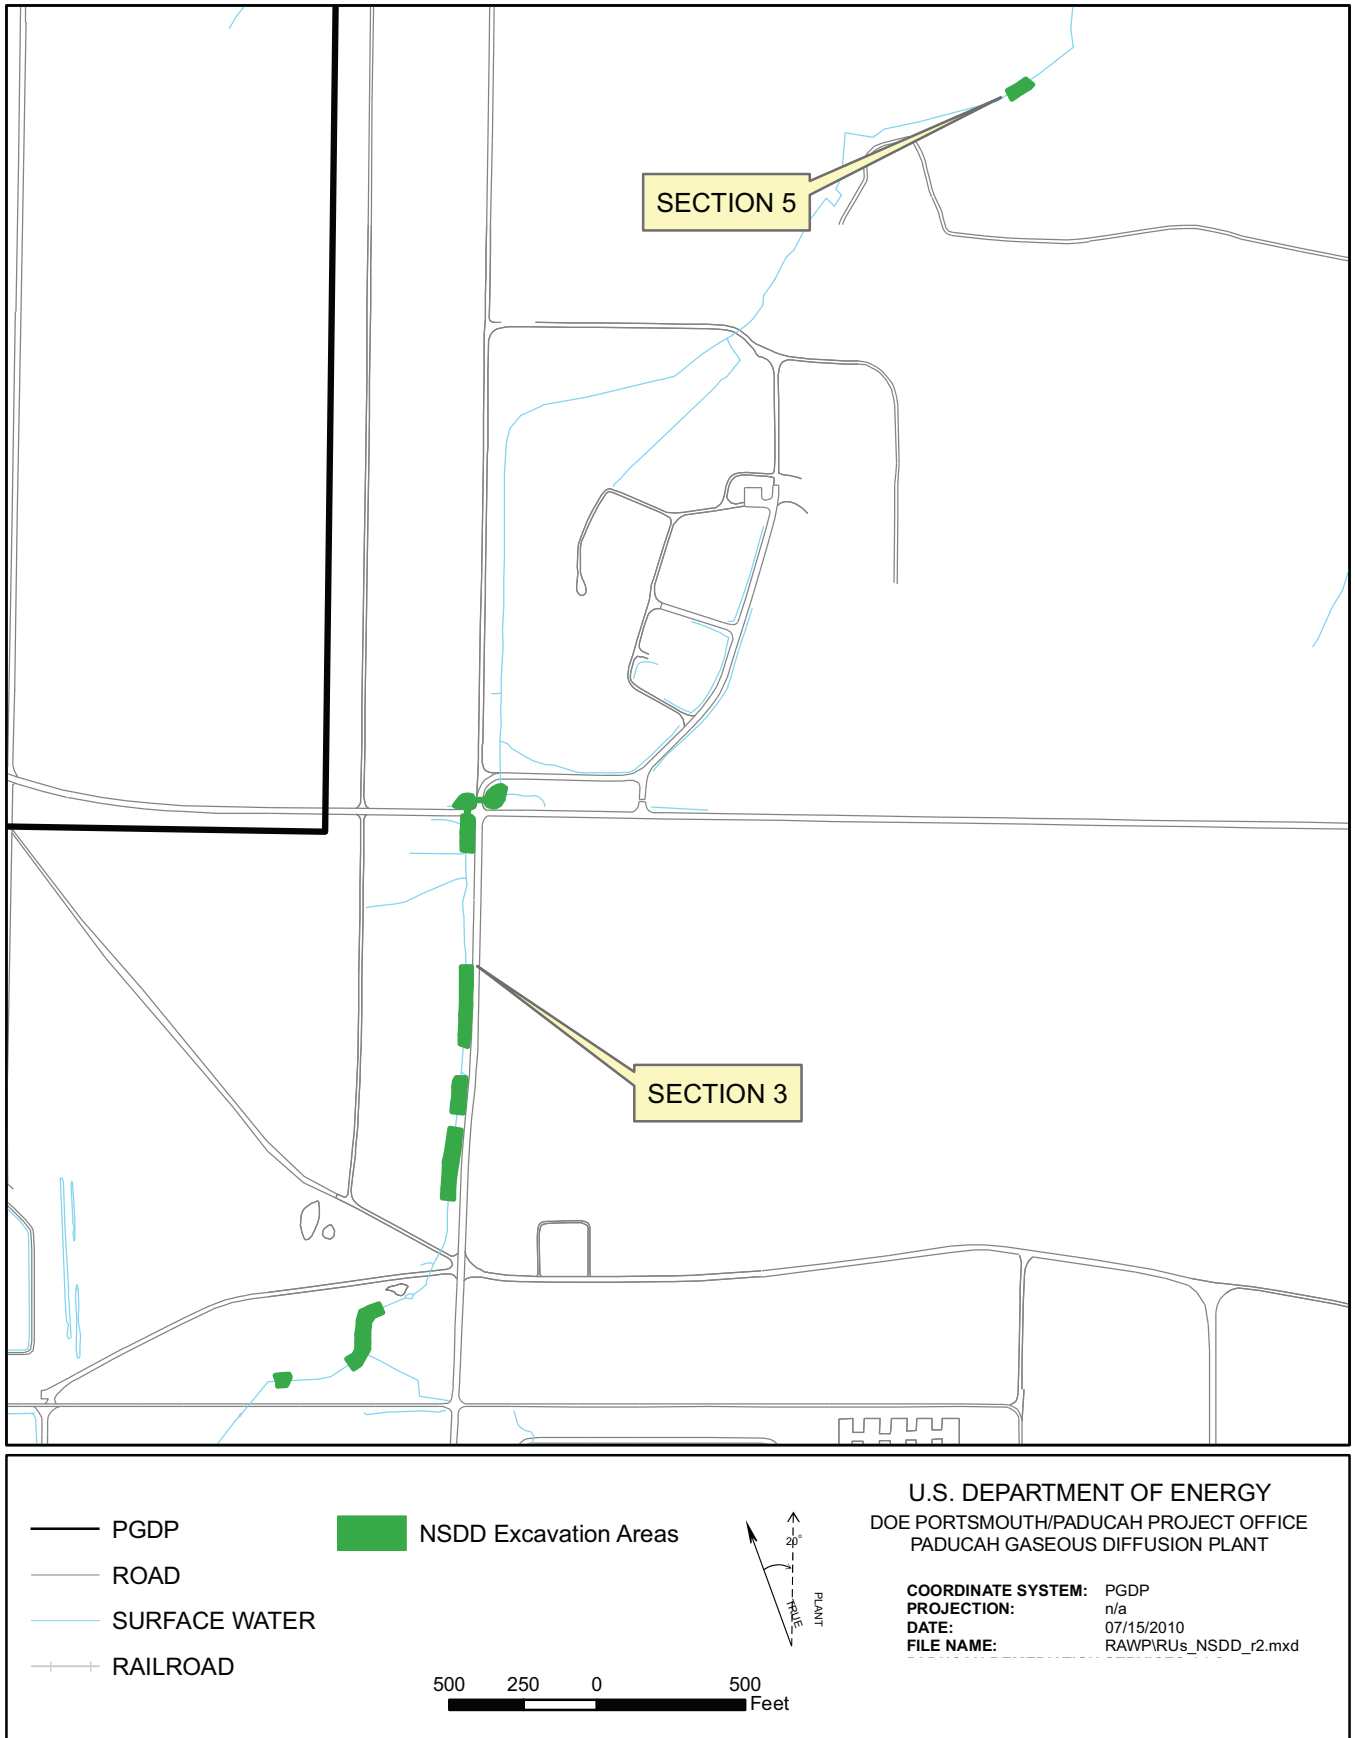 SECTION 5
SECTION 3
PGDP
ROAD
SURFACE WATER
RAILROAD
NSDD Excavation Areas
500 250 0 500
Feet
20°
TRUE
PLANT
U.S. DEPARTMENT OF ENERGY
DOE PORTSMOUTH/PADUCAH PROJECT OFFICE
PADUCAH GASEOUS DIFFUSION PLANT
COORDINATE SYSTEM: PGDP
PROJECTION: n/a
DATE: 07/15/2010
FILE NAME: RAWP\RUs_NSDD_r2.mxd